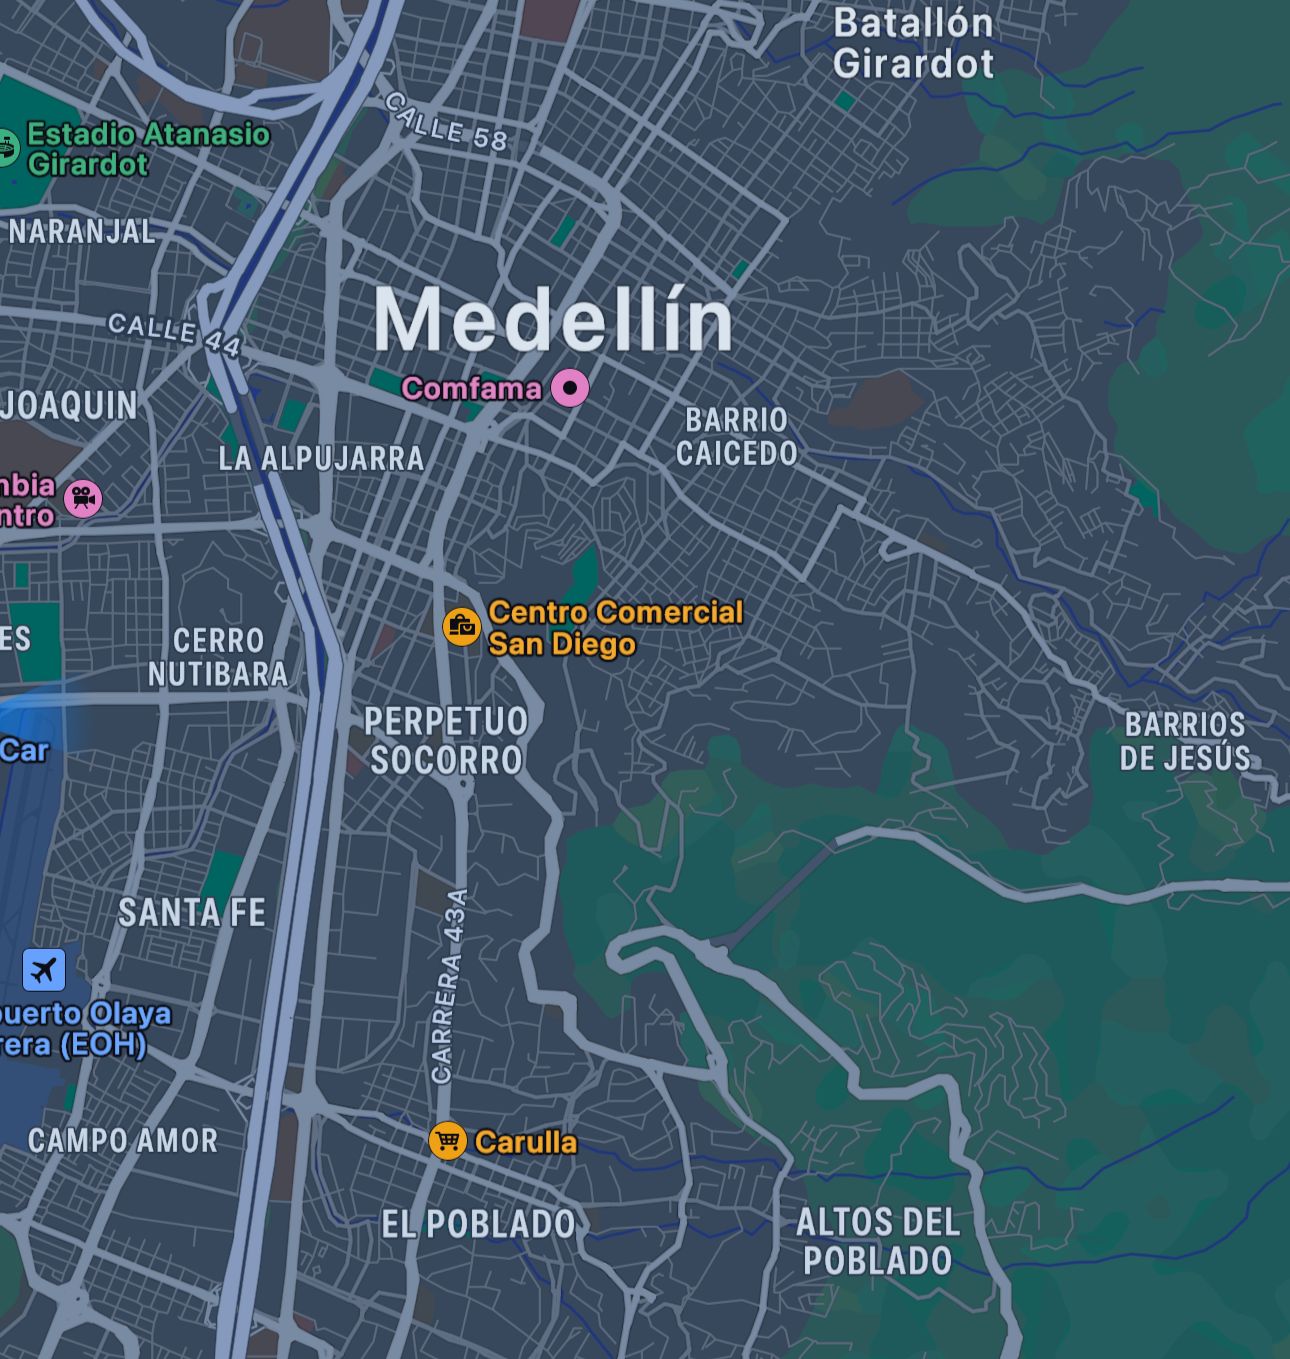 Batallón
Girardot
CALLE 58
Estadio Atanasio
Girardot
NARANJAL
Medellín
CALLE 44
Comfama
JOAQUIN
BARRIO
CAICEDO
LA ALPUJARRA
mbia
ntro
Centro Comercial
San Diego
ES
CERRO
NUTIBARA
PERPETUO
SOCORRO
BARRIOS
DE JESÚS
Car
SANTA FE
CARRERA 43A
puerto Olaya
rera (EOH)
CAMPO AMOR
Carulla
EL POBLADO
ALTOS DEL
POBLADO